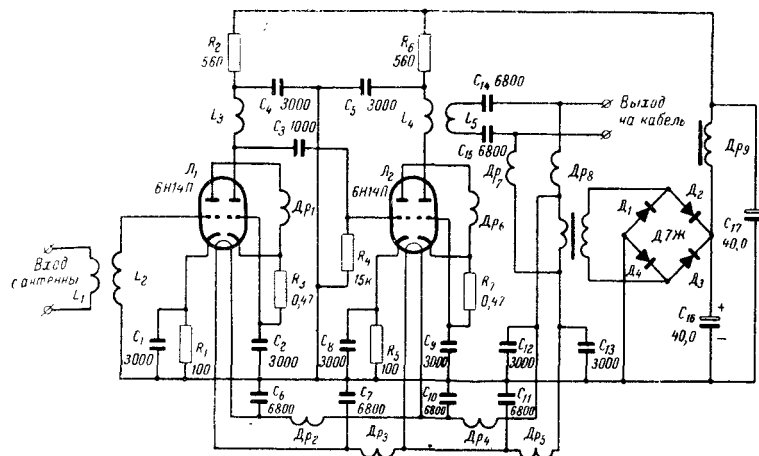 R2
560
R6
560
C4
3000
C5
3000
C14 6800
Выход
на кабель
L3
C3 1000
L4
L5
C15 6800
Др9
Л1
6Н14П
Л2
6Н14П
Др1
Др6
Др7
Др8
Д1
Д2
Д7Ж
Д4
Д3
C17
40,0
Вход
с антенны
L1
L2
R4
15к
R3
0,47
R7
0,47
C16
40,0
+
–
C1
3000
R1
100
C2
3000
C8
3000
R5
100
C9
3000
C12
3000
C13
3000
C6
6800
C7
6800
C10
6800
C11
6800
Др2
Др3
Др4
Др5